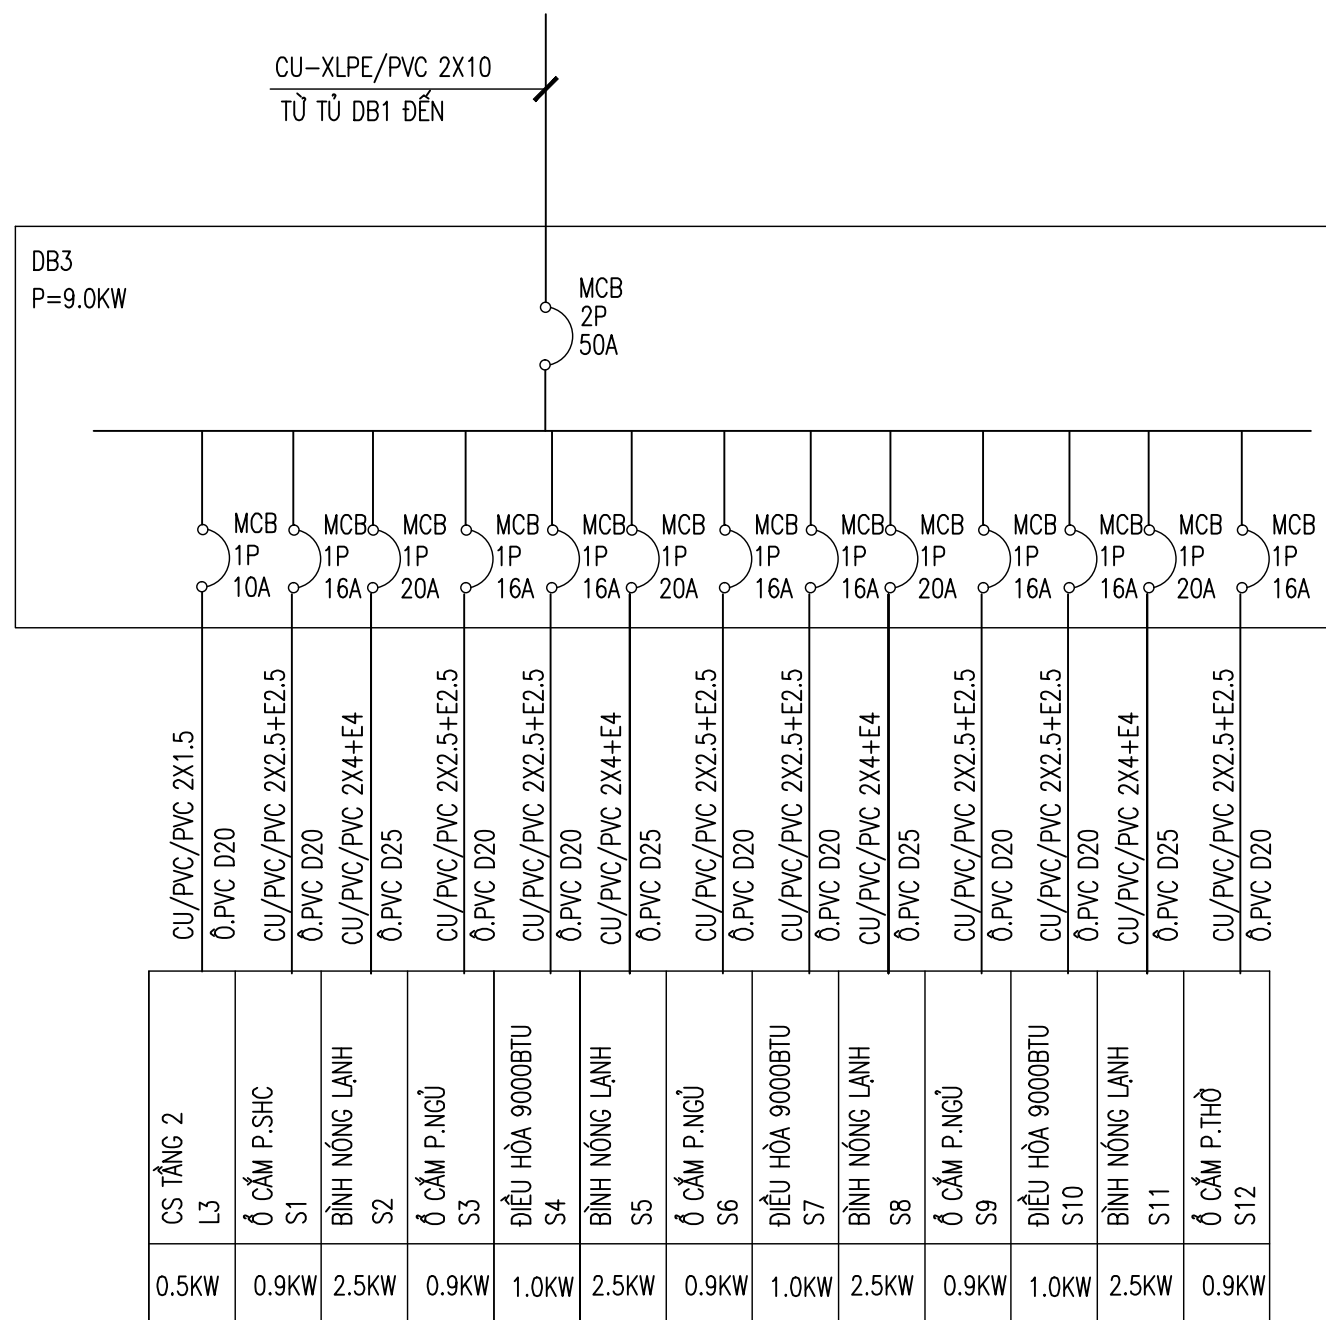 CU-XLPE/PVC 2X10
TỪ TỦ DB1 ĐẾN
DB3
P=9.0KW
MCB
2P
50A
MCB
1P
10A
MCB
1P
16A
MCB
1P
20A
MCB
1P
16A
MCB
1P
16A
MCB
1P
20A
MCB
1P
16A
MCB
1P
16A
MCB
1P
20A
MCB
1P
16A
MCB
1P
16A
MCB
1P
20A
MCB
1P
16A
CU/PVC/PVC 2X1.5
Ô.PVC D20
CU/PVC/PVC 2X2.5+E2.5
Ô.PVC D20
CU/PVC/PVC 2X4+E4
Ô.PVC D25
CU/PVC/PVC 2X2.5+E2.5
Ô.PVC D20
CU/PVC/PVC 2X2.5+E2.5
Ô.PVC D20
CU/PVC/PVC 2X4+E4
Ô.PVC D25
CU/PVC/PVC 2X2.5+E2.5
Ô.PVC D20
CU/PVC/PVC 2X2.5+E2.5
Ô.PVC D20
CU/PVC/PVC 2X4+E4
Ô.PVC D25
CU/PVC/PVC 2X2.5+E2.5
Ô.PVC D20
CU/PVC/PVC 2X2.5+E2.5
Ô.PVC D20
CU/PVC/PVC 2X4+E4
Ô.PVC D25
CU/PVC/PVC 2X2.5+E2.5
Ô.PVC D20
CS TẦNG 2
L3
Ổ CẮM P.SHC
S1
BÌNH NÓNG LẠNH
S2
Ổ CẮM P.NGỦ
S3
ĐIỀU HÒA 9000BTU
S4
BÌNH NÓNG LẠNH
S5
Ổ CẮM P.NGỦ
S6
ĐIỀU HÒA 9000BTU
S7
BÌNH NÓNG LẠNH
S8
Ổ CẮM P.NGỦ
S9
ĐIỀU HÒA 9000BTU
S10
BÌNH NÓNG LẠNH
S11
Ổ CẮM P.THỜ
S12
0.5KW
0.9KW
2.5KW
0.9KW
1.0KW
2.5KW
0.9KW
1.0KW
2.5KW
0.9KW
1.0KW
2.5KW
0.9KW